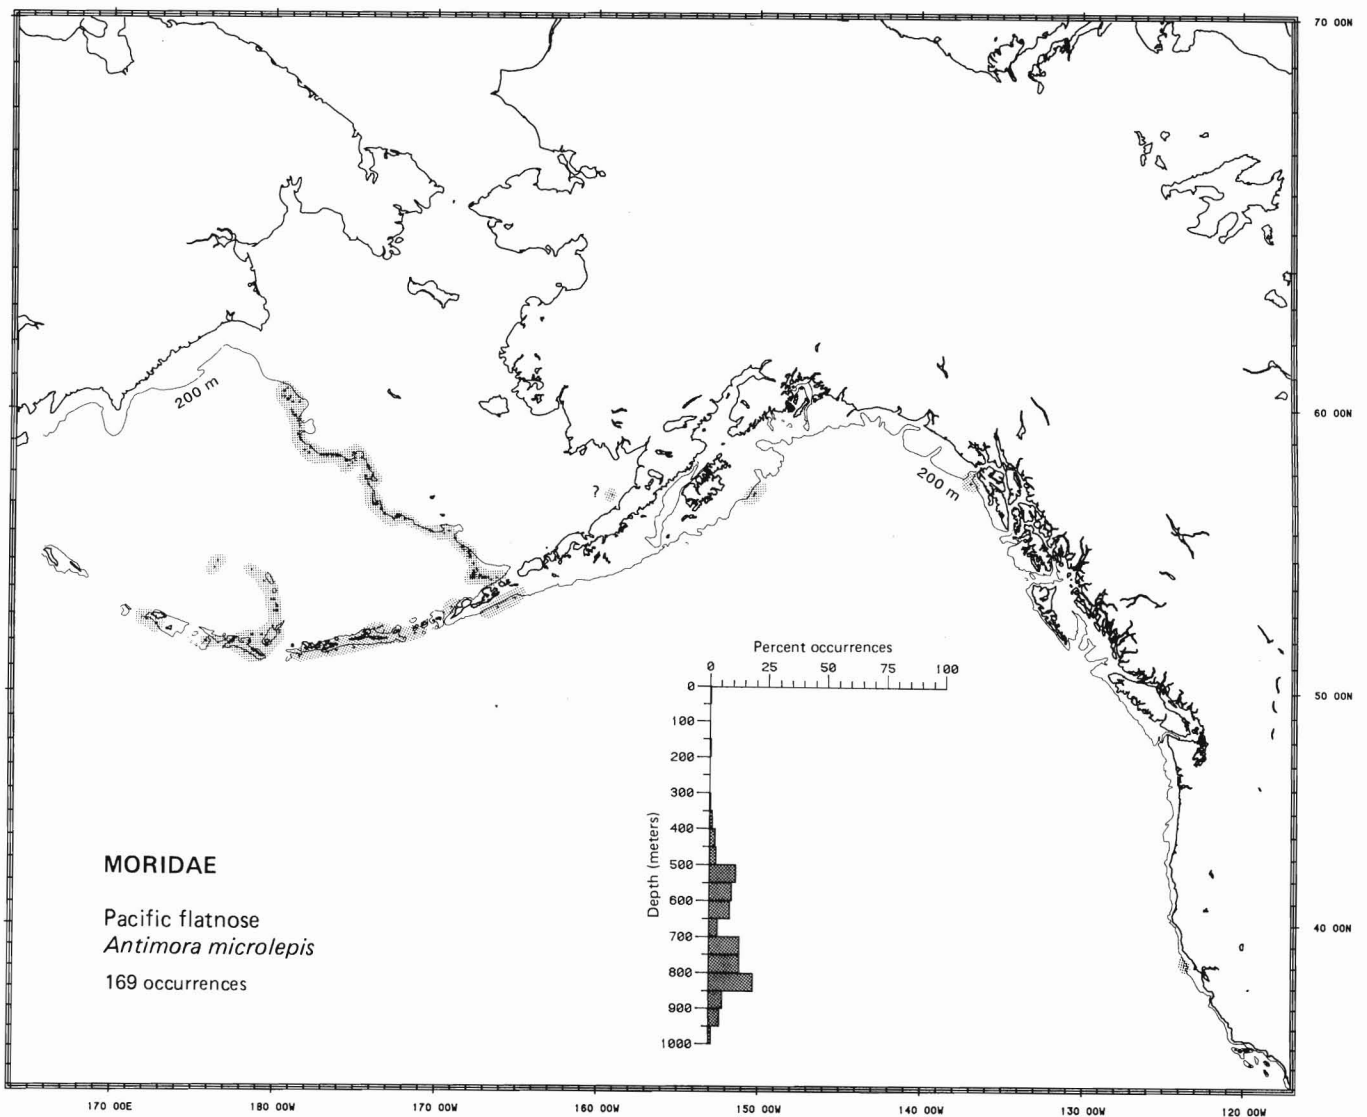 70 00N
200 m
60 00N
200 m
?
50 00N
Percent occurrences
0 25 50 75 100
Depth (meters)
0
100
200
300
400
500
600
700
800
900
1000
40 00N
MORIDAE
Pacific flatnose
Antimora microlepis
169 occurrences
170 00E 180 00W 170 00W 160 00W 150 00W 140 00W 130 00W 120 00W